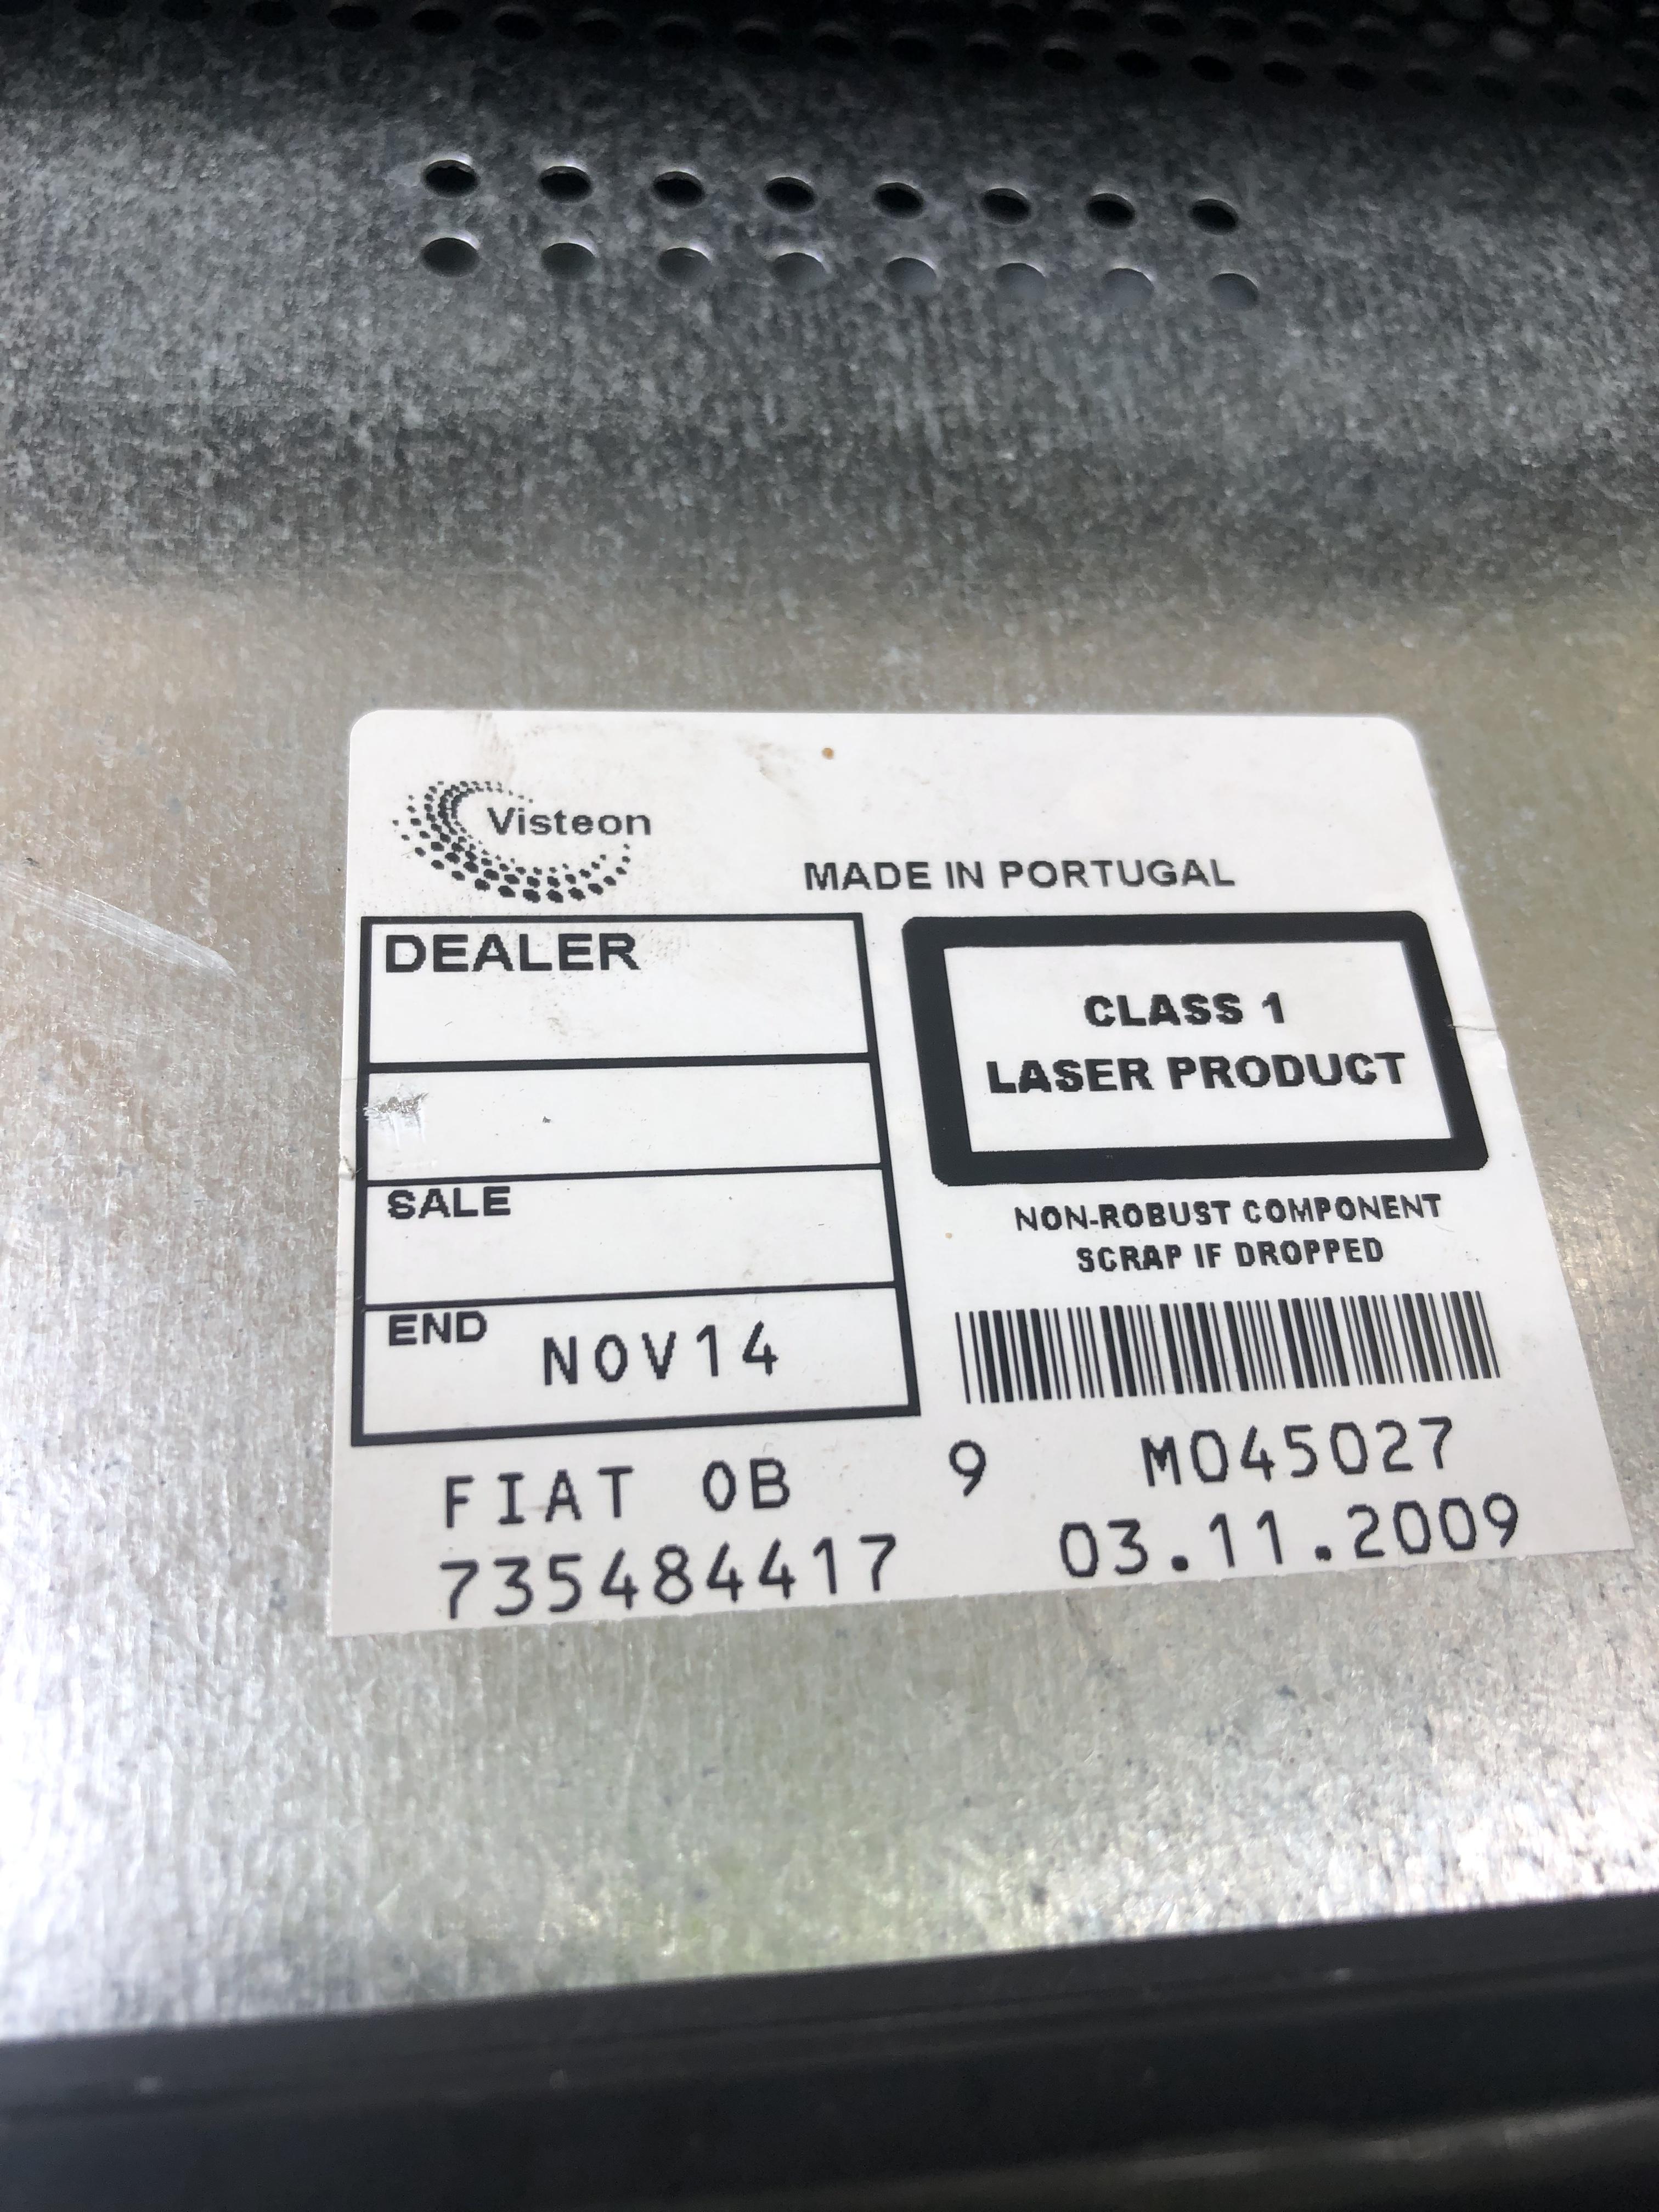 Visteon
MADE IN PORTUGAL
DEALER
CLASS 1
LASER PRODUCT
SALE
NON-ROBUST COMPONENT
SCRAP IF DROPPED
END NOV14
FIAT 0B 9 M045027
735484417 03.11.2009